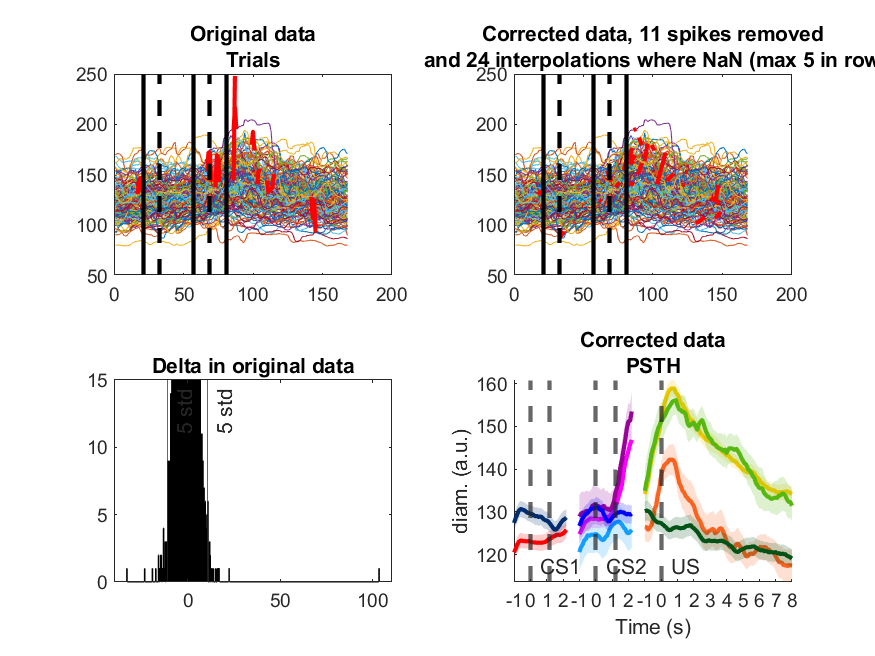 Original data
Trials
250
200
150
100
50
0 50 100 150 200
Corrected data, 11 spikes removed
and 24 interpolations where NaN (max 5 in row
250
200
150
100
50
0 50 100 150 200
Delta in original data
15
10
5
0
5 std
5 std
0 50 100
Corrected data
PSTH
160
150
140
130
120
diam. (a.u.)
CS1 CS2 US
-1 0 1 2 -1 0 1 2 -1 0 1 2 3 4 5 6 7 8
Time (s)